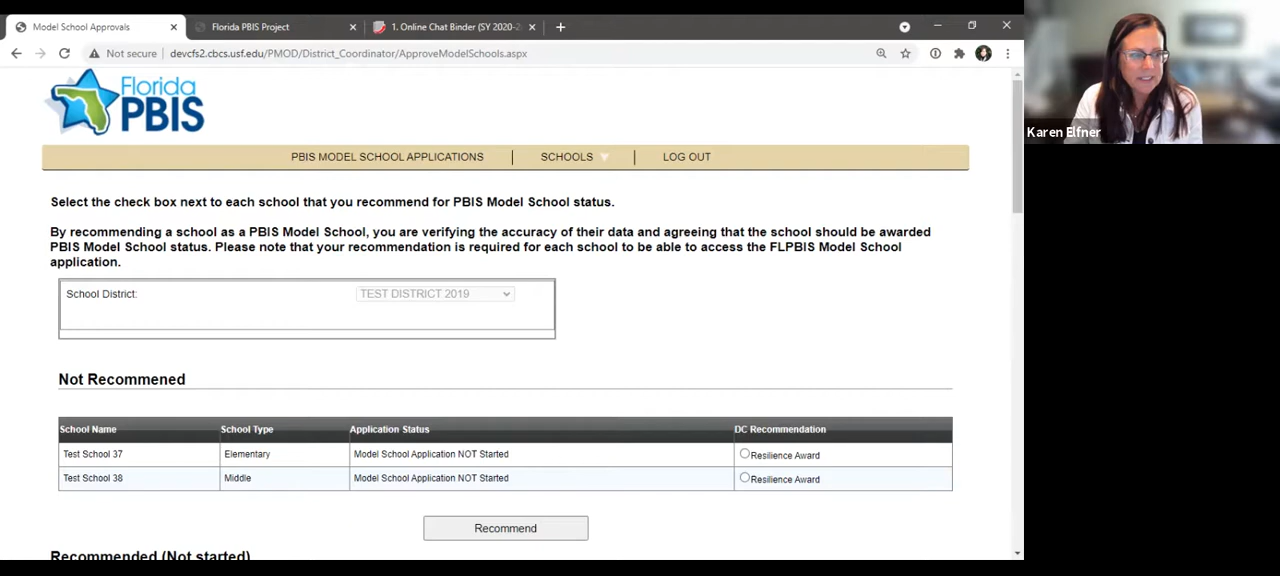 Model School Approvals
Florida PBIS Project
1. Online Chat Binder (SY 2020-2
Not secure | devcfs2.cbcs.usf.edu/PMOD/District_Coordinator/ApproveModelSchools.aspx
Florida
PBIS
PBIS MODEL SCHOOL APPLICATIONS | SCHOOLS | LOG OUT
Select the check box next to each school that you recommend for PBIS Model School status.
By recommending a school as a PBIS Model School, you are verifying the accuracy of their data and agreeing that the school should be awarded
PBIS Model School status. Please note that your recommendation is required for each school to be able to access the FLPBIS Model School
application.
School District: TEST DISTRICT 2019
Not Recommened
School Name School Type Application Status DC Recommendation
Test School 37 Elementary Model School Application NOT Started Resilience Award
Test School 38 Middle Model School Application NOT Started Resilience Award
Recommend
Recommended (Not started)
Karen Elfner